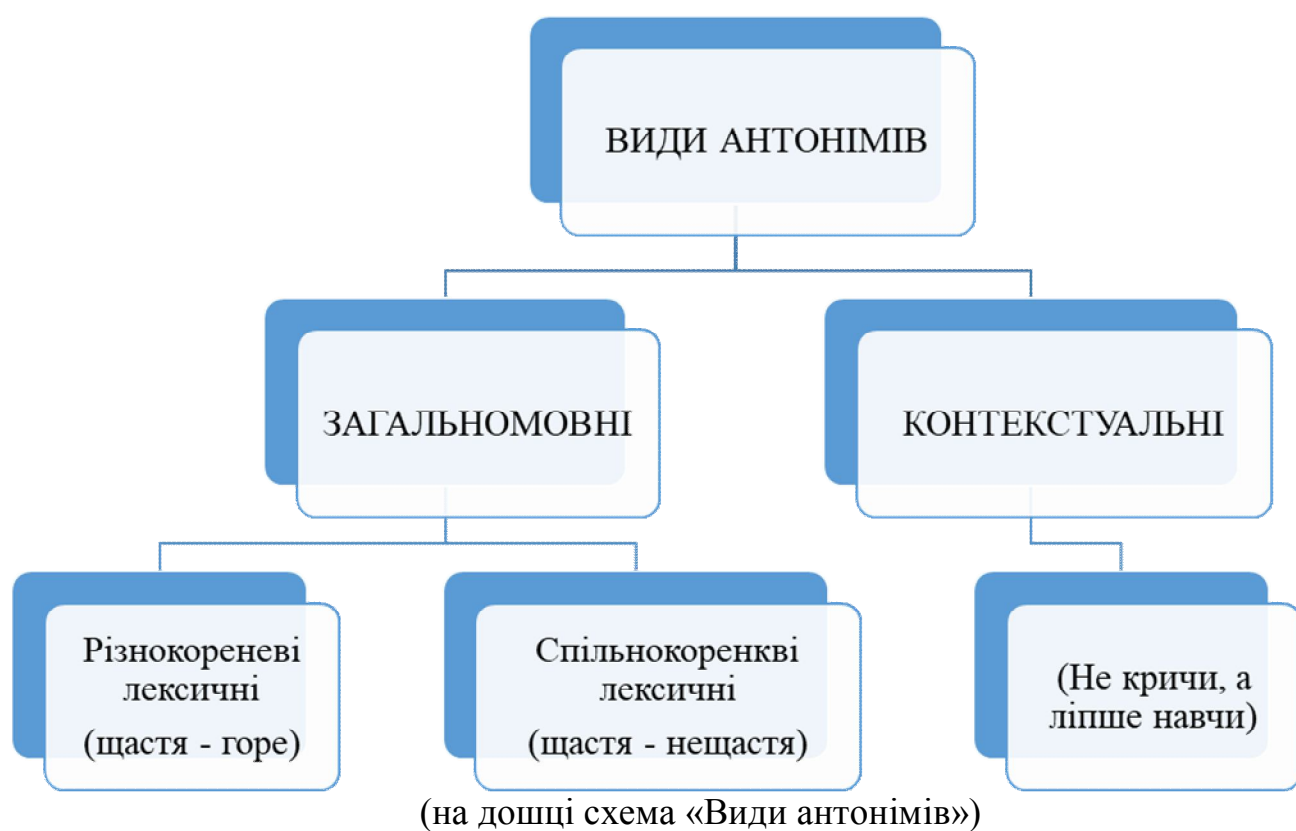 ВИДИ АНТОНІМІВ
ЗАГАЛЬНОМОВНІ
КОНТЕКСТУАЛЬНІ
Різнокореневі
лексичні
(щастя - горе)
Спільнокоренкві
лексичні
(щастя - нещастя)
(Не кричи, а
ліпше навчи)
(на дошці схема «Види антонімів»)